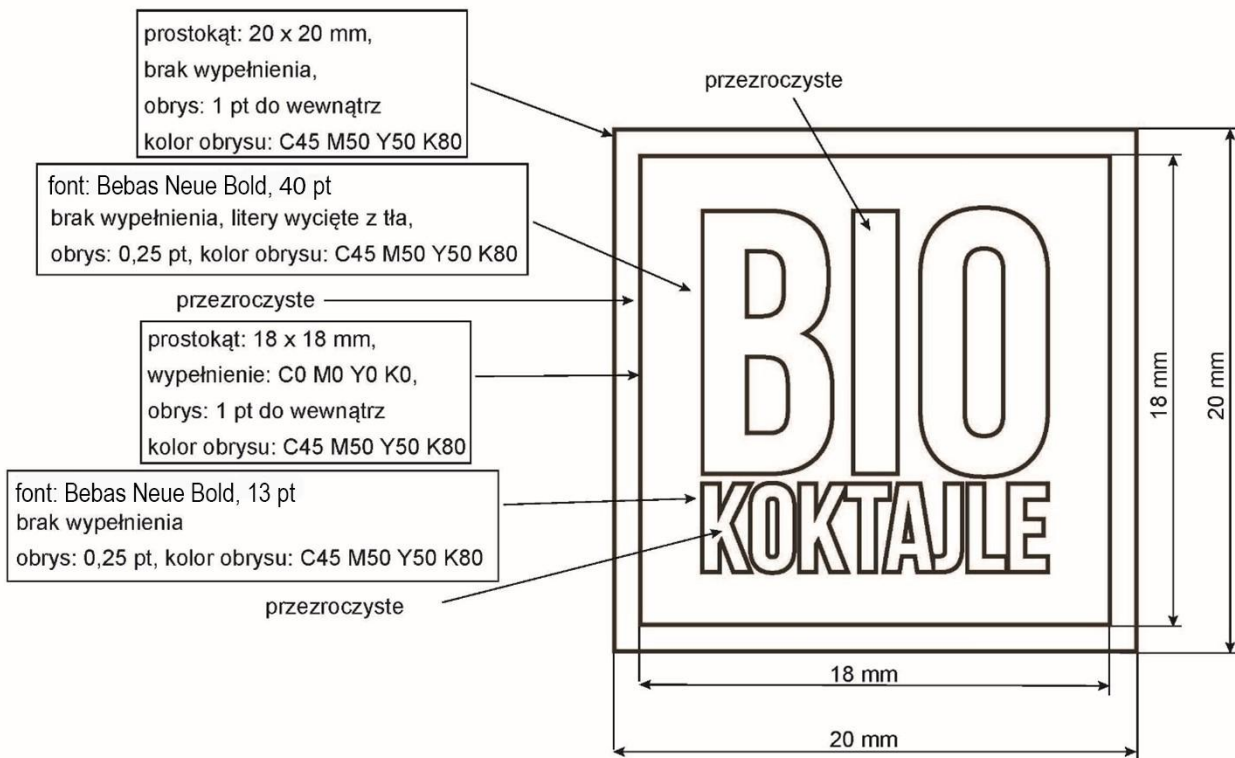 prostokąt: 20 x 20 mm,
brak wypełnienia,
obrys: 1 pt do wewnątrz
kolor obrysu: C45 M50 Y50 K80
przezroczyste
font: Bebas Neue Bold, 40 pt
brak wypełnienia, litery wycięte z tła,
obrys: 0,25 pt, kolor obrysu: C45 M50 Y50 K80
przezroczyste
prostokąt: 18 x 18 mm,
wypełnienie: C0 M0 Y0 K0,
obrys: 1 pt do wewnątrz
kolor obrysu: C45 M50 Y50 K80
font: Bebas Neue Bold, 13 pt
brak wypełnienia
obrys: 0,25 pt, kolor obrysu: C45 M50 Y50 K80
przezroczyste
BIO
KOKTAJLE
18 mm
20 mm
18 mm
20 mm